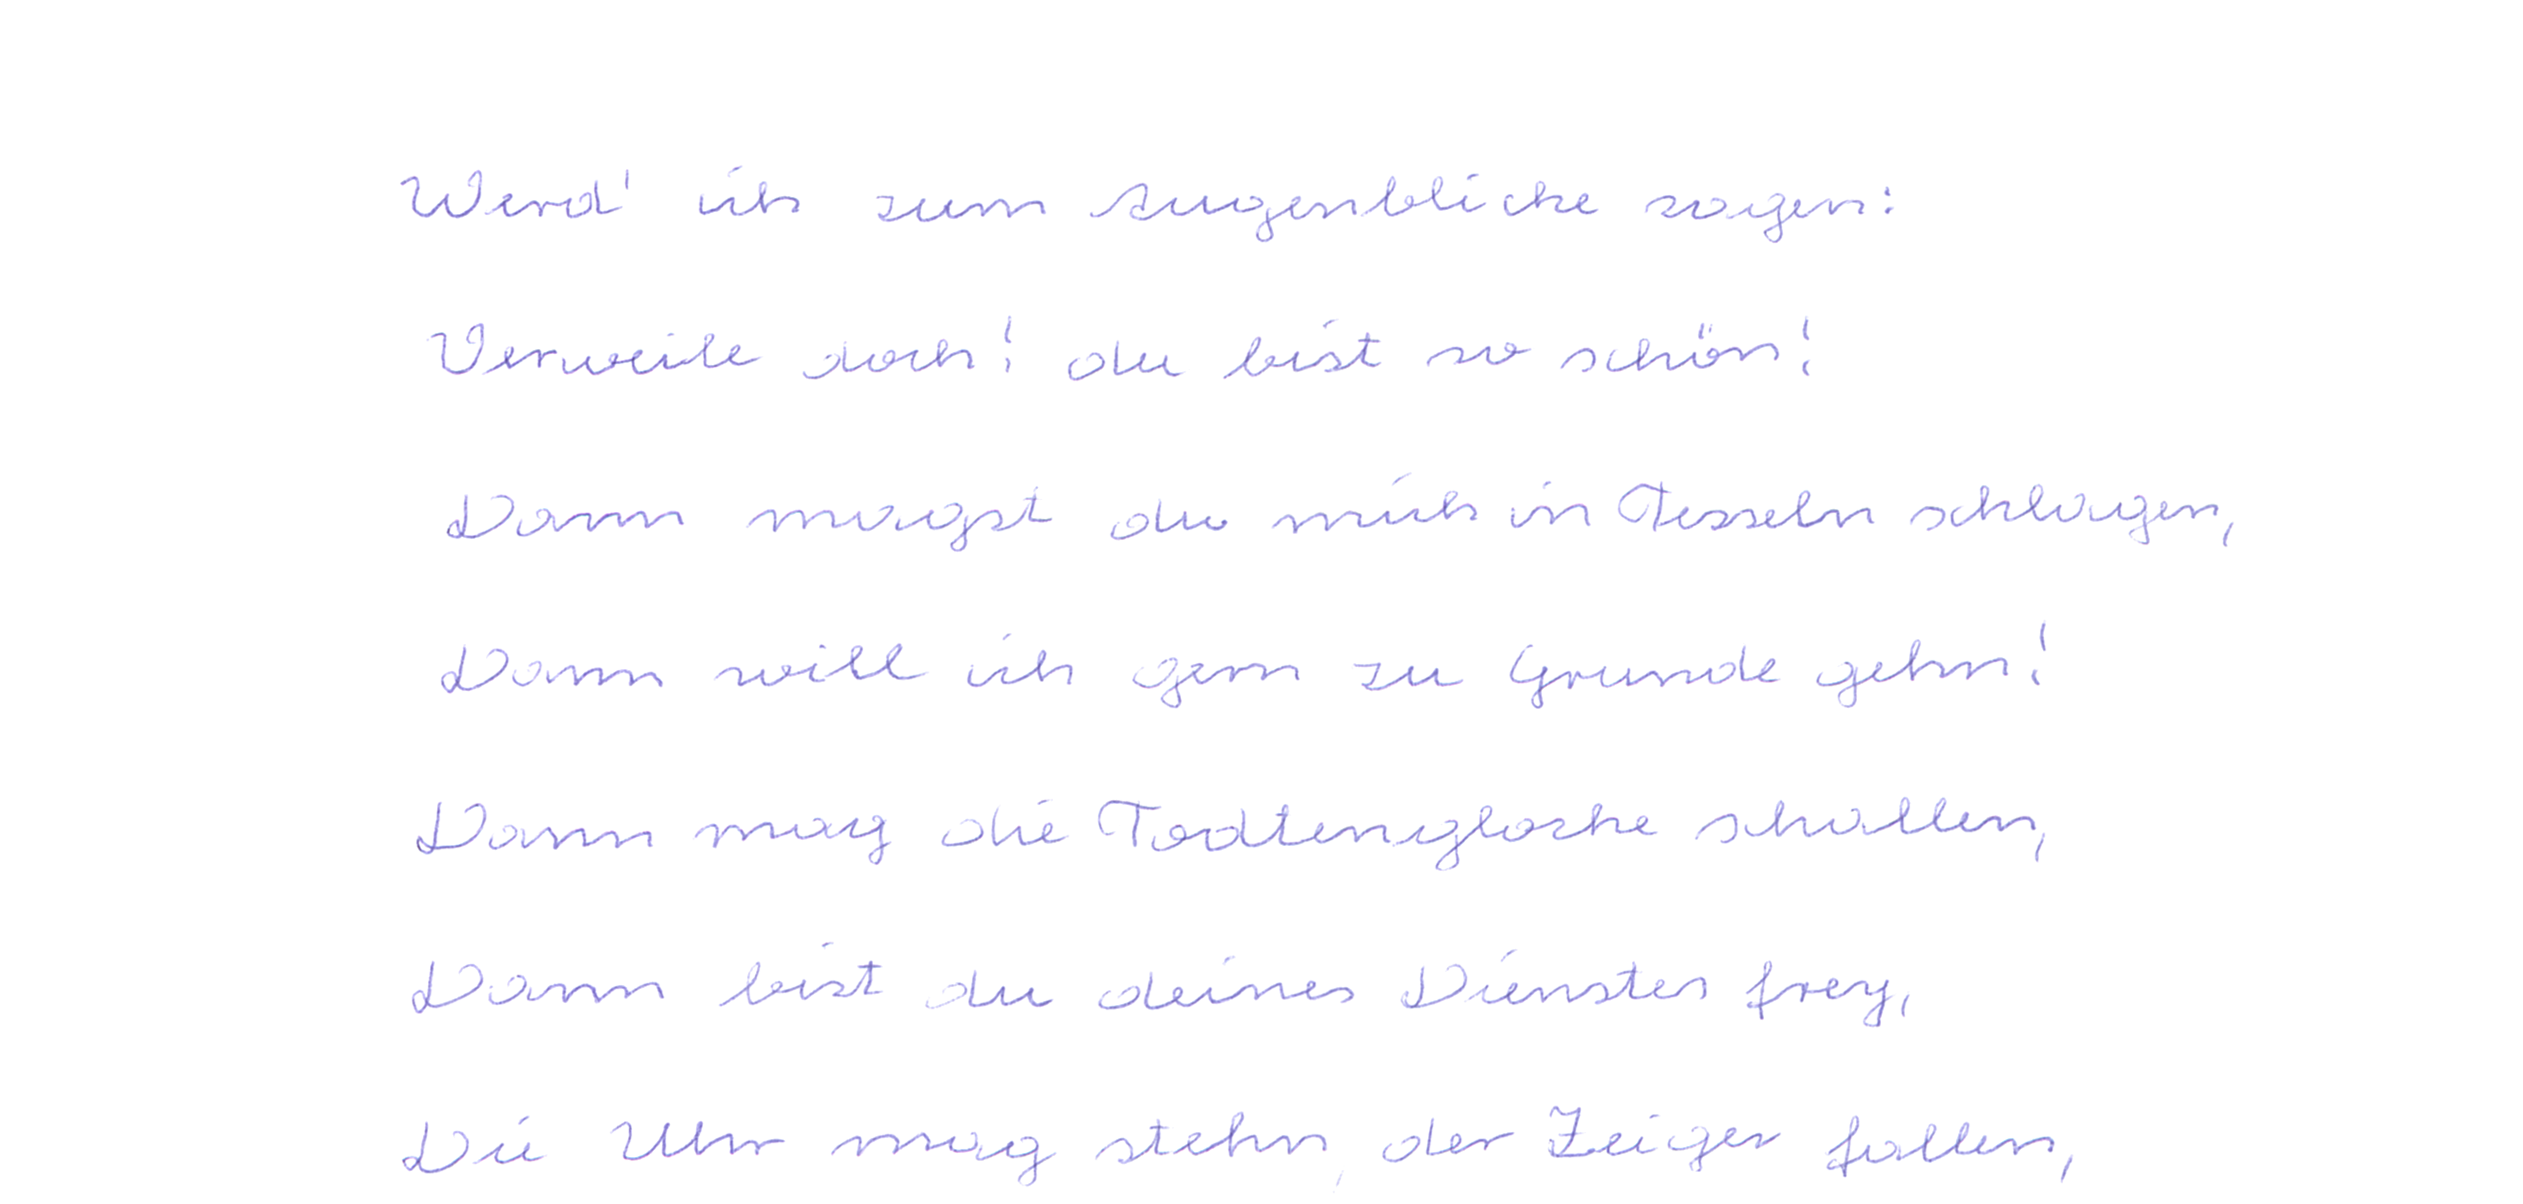 Werd' ich zum Augenblicke sagen:
Verweile doch! du bist so schön!
Dann magst du mich in Fesseln schlagen,
Dann will ich gern zu Grunde gehn!
Dann mag die Todtenglocke schallen,
Dann bist du deines Dienstes frey,
Die Uhr mag stehn, der Zeiger fallen,